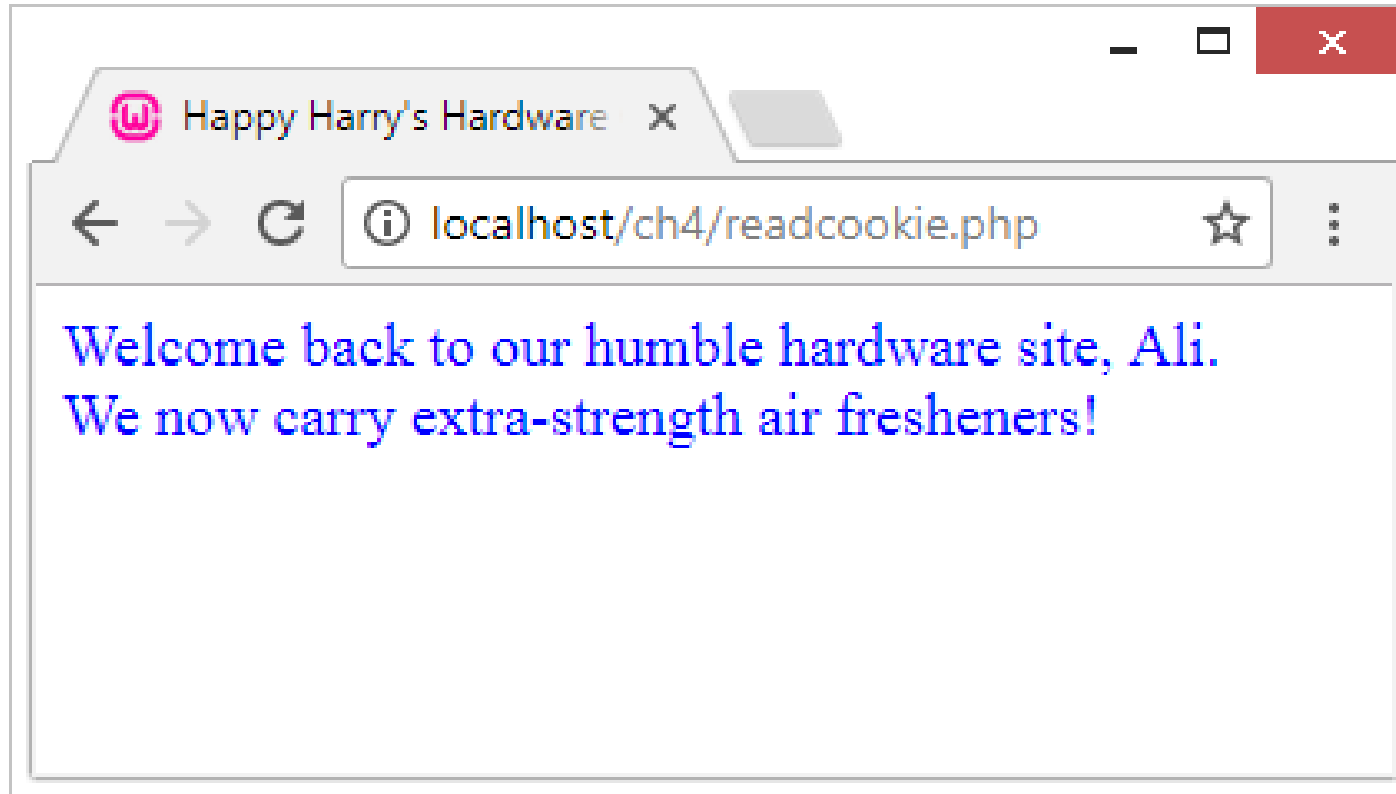 Happy Harry's Hardware
localhost/ch4/readcookie.php
Welcome back to our humble hardware site, Ali.
We now carry extra-strength air fresheners!